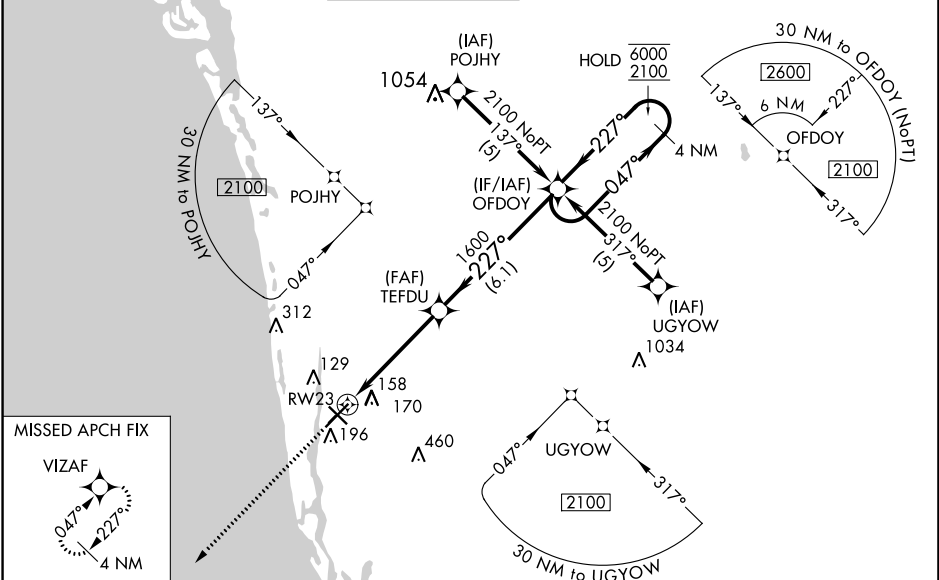 (IAF)
POJHY
1054
2100 NoPT
137°
(5)
HOLD
6000
2100
30 NM to OFDOY (NoPT)
2600
137°
227°
6 NM
OFDOY
2100
317°
137°
2100
POJHY
30 NM to POJHY
047°
227°
047°
4 NM
(IF/IAF)
OFDOY
2100 NoPT
317°
(5)
1600
227°
(6.1)
(FAF)
TEFDU
(IAF)
UGYOW
1034
312
129
158
RW23
170
196
460
047°
UGYOW
317°
2100
30 NM to UGYOW
MISSED APCH FIX
VIZAF
047°
227°
4 NM